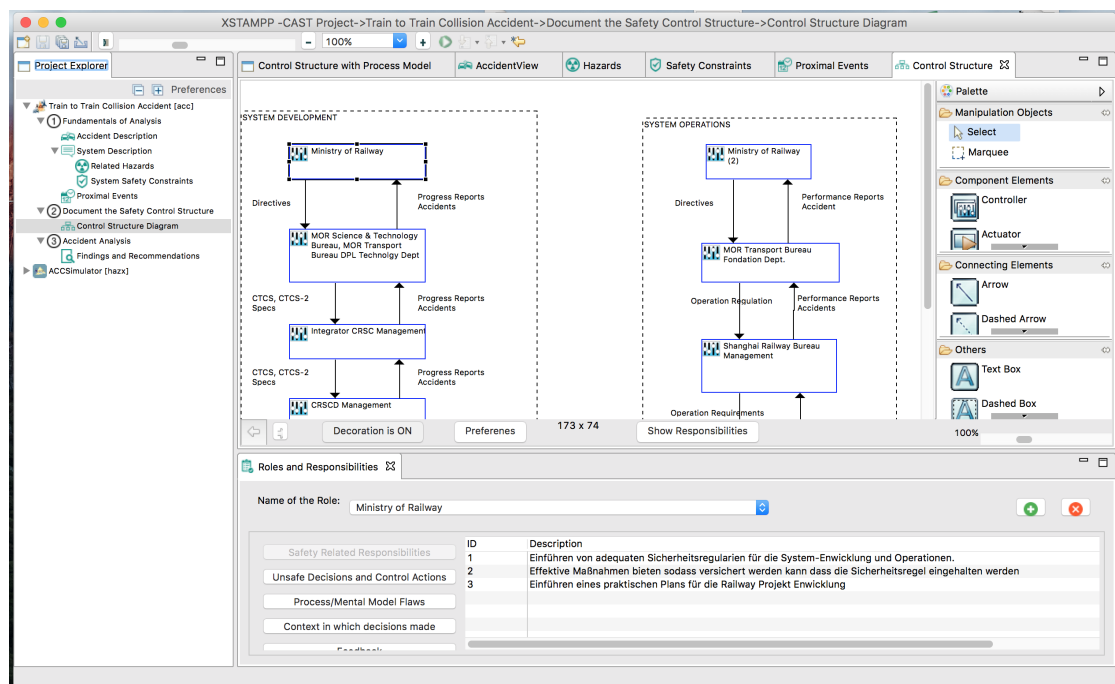 XSTAMPP -CAST Project->Train to Train Collision Accident->Document the Safety Control Structure->Control Structure Diagram
100%
Project Explorer
Preferences
Train to Train Collision Accident [acc]
1 Fundamentals of Analysis
Accident Description
System Description
Related Hazards
System Safety Constraints
Proximal Events
2 Document the Safety Control Structure
Control Structure Diagram
3 Accident Analysis
Findings and Recommendations
ACCSimulator [hazx]
Control Structure with Process Model
AccidentView
Hazards
Safety Constraints
Proximal Events
Control Structure
SYSTEM DEVELOPMENT
Ministry of Railway
Directives
Progress Reports
Accidents
MOR Science & Technology
Bureau, MOR Transport
Bureau DPL Technolgy Dept
CTCS, CTCS-2
Specs
Progress Reports
Accidents
Integrator CRSC Management
CTCS, CTCS-2
Specs
Progress Reports
Accidents
CRSCD Management
SYSTEM OPERATIONS
Ministry of Railway
(2)
Directives
Performance Reports
Accident
MOR Transport Bureau
Fondation Dept.
Operation Regulation
Performance Reports
Accidents
Shanghai Railway Bureau
Management
Operation Requirements
Decoration is ON
Preferenes
173 x 74
Show Responsibilities
Palette
Manipulation Objects
Select
Marquee
Component Elements
Controller
Actuator
Connecting Elements
Arrow
Dashed Arrow
Others
Text Box
Dashed Box
100%
Roles and Responsibilities
Name of the Role:
Ministry of Railway
Safety Related Responsibilities
Unsafe Decisions and Control Actions
Process/Mental Model Flaws
Context in which decisions made
Feedback
ID Description
1 Einführen von adequaten Sicherheitsregularien für die System-Enwicklung und Operationen.
2 Effektive Maßnahmen bieten sodass versichert werden kann dass die Sicherheitsregel eingehalten werden
3 Einführen eines praktischen Plans für die Railway Projekt Enwicklung